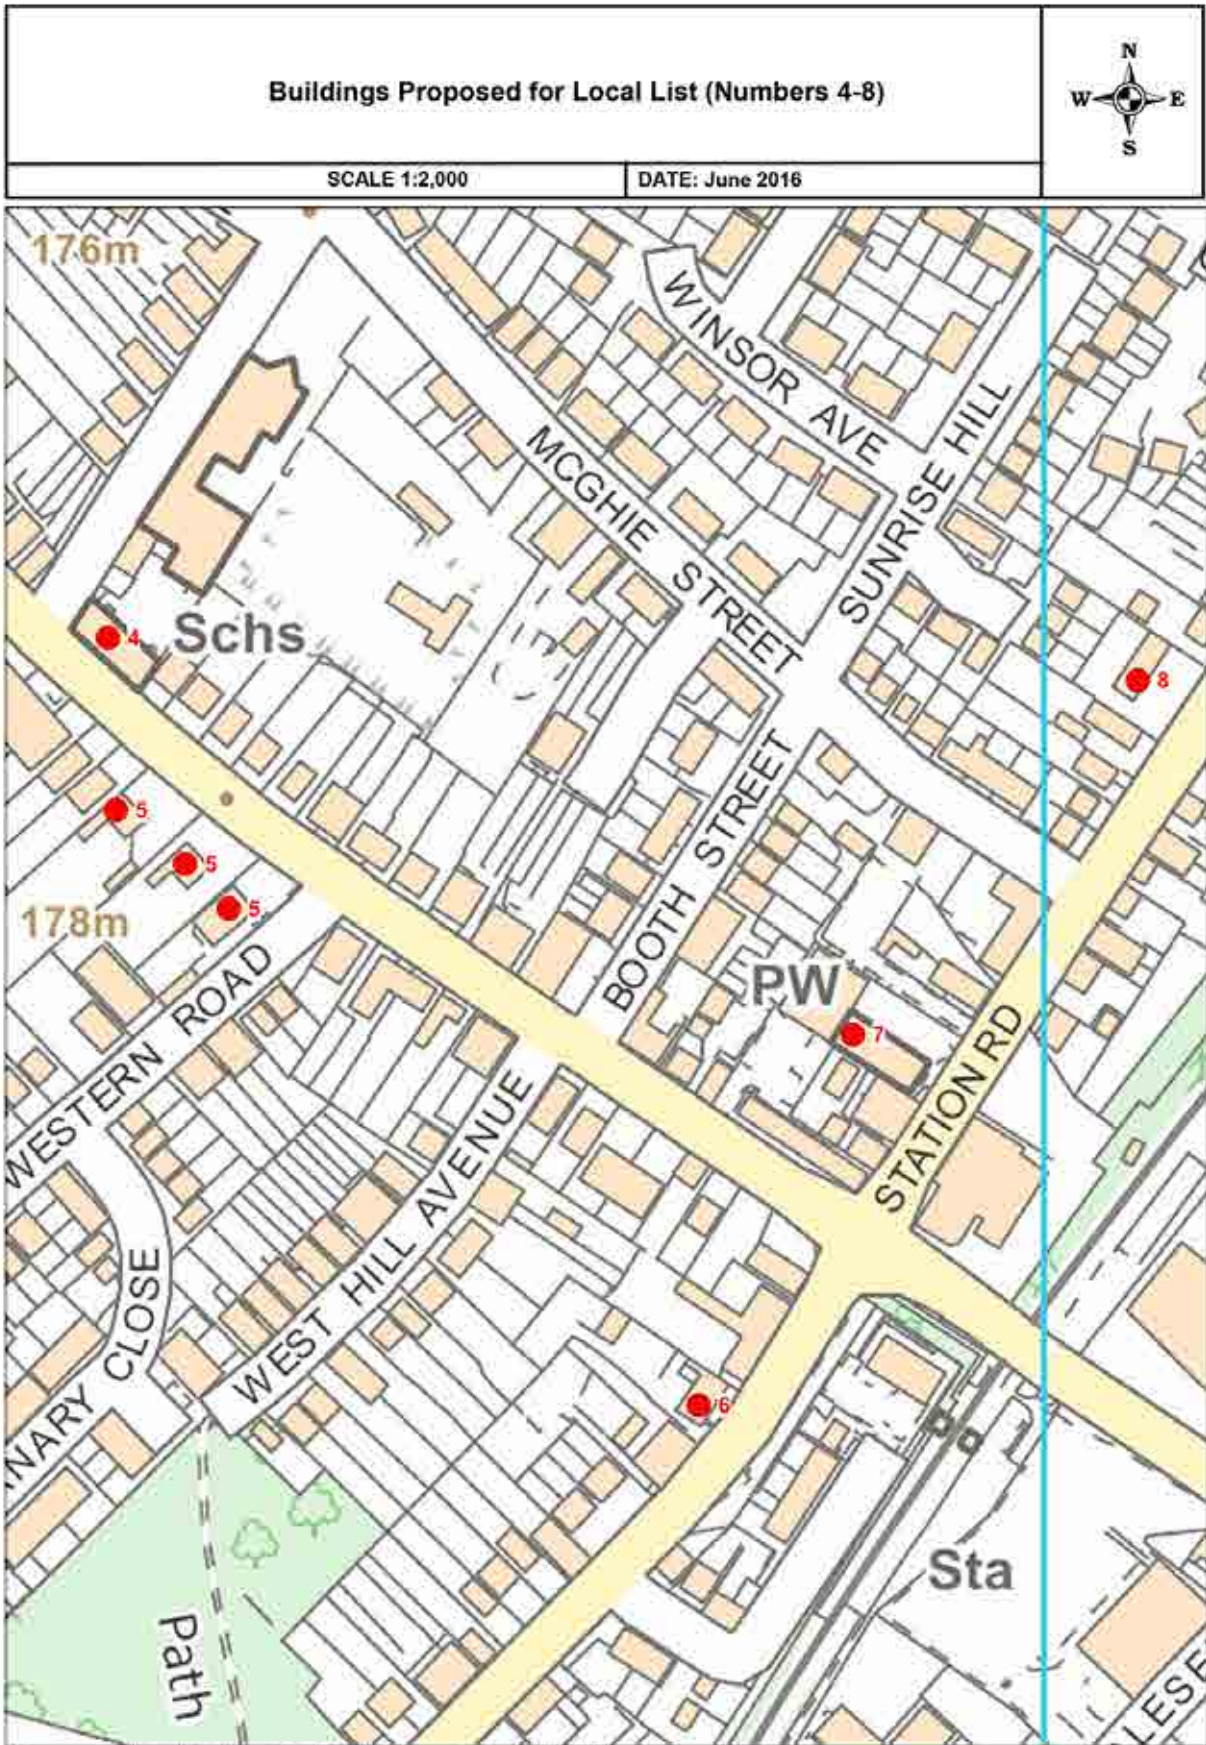 Buildings Proposed for Local List (Numbers 4-8)
N
W E
S
SCALE 1:2,000
DATE: June 2016
176m
WINSOR AVE
MCGHIE STREET
SUNRISE HILL
Schs
4
8
5
5
5
178m
BOOTH STREET
PW
7
WESTERN ROAD
STATION RD
WEST HILL AVENUE
NARY CLOSE
6
Sta
Path
LESE